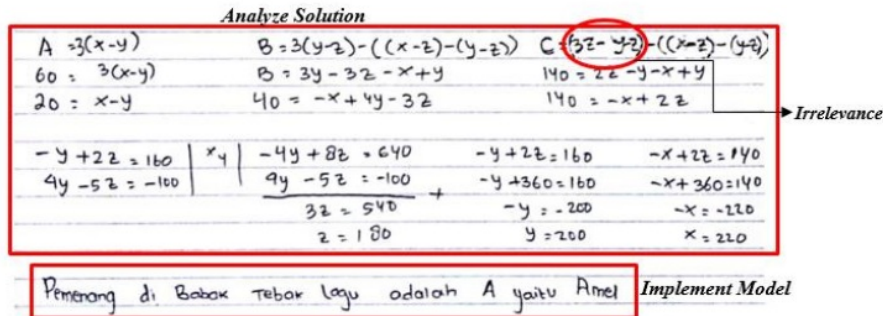 Analyze Solution
A = 3(x-y) B = 3(y-z)-((x-z)-(y-z)) C = (3z- y-z)-((x-z)-(y-z))
60 = 3(x-y) B = 3y-3z-x+y 140 = 2z-y-x+y
20 = x-y 40 = -x+4y-3z 140 = -x+2z
Irrelevance
-y+2z = 160 | x4 | -4y+8z = 640 -y+2z = 160 -x+2z = 140
4y-5z = -100 4y-5z = -100 + -y+360 = 160 -x+360 = 140
3z = 540 -y = -200 -x = -220
z = 180 y = 200 x = 220
Pemenang di Babak Tebak lagu adalah A yaitu Amel Implement Model